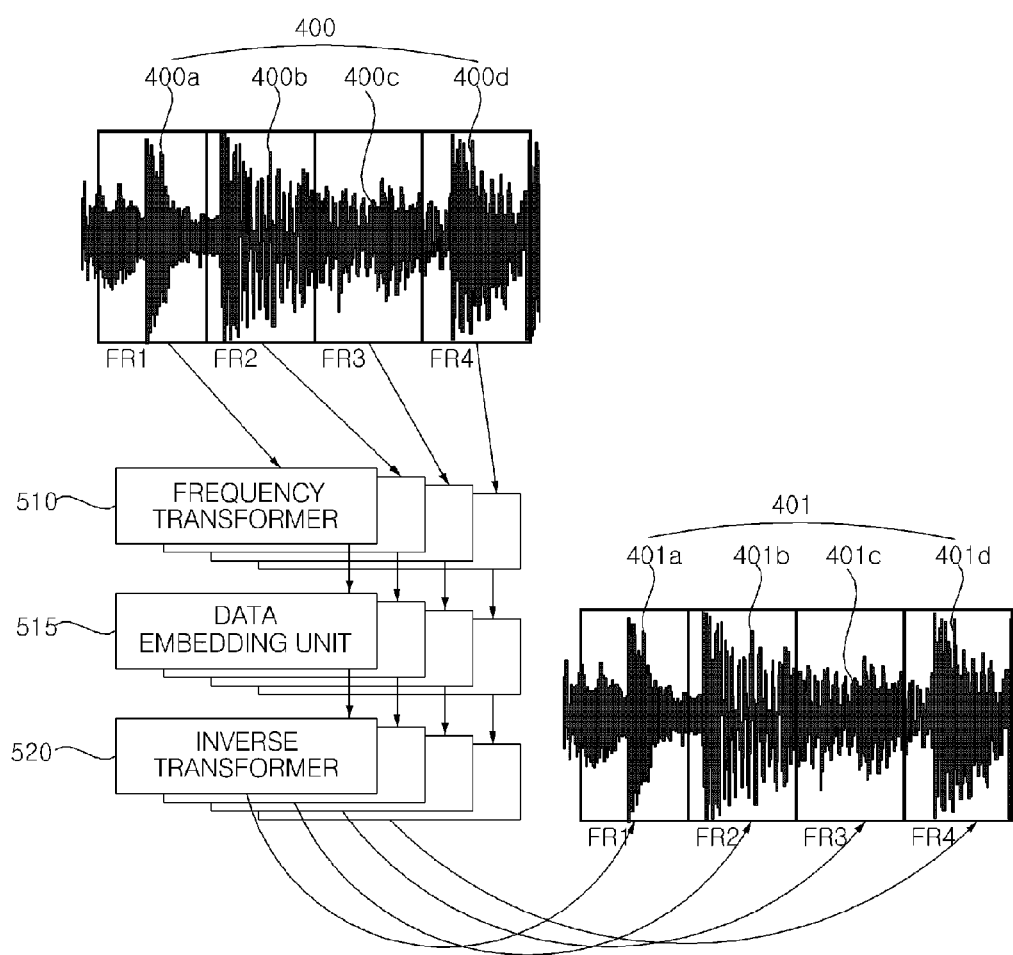 400
400a 400b 400c 400d
FR1 FR2 FR3 FR4
510
FREQUENCY
TRANSFORMER
515
DATA
EMBEDDING UNIT
520
INVERSE
TRANSFORMER
401
401a 401b 401c 401d
FR1 FR2 FR3 FR4